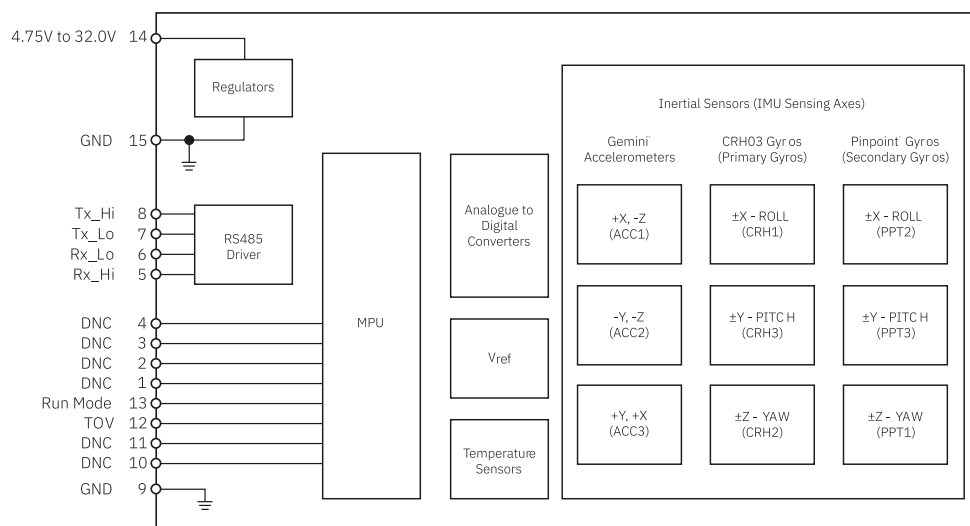 4.75V to 32.0V 14
Regulators
GND 15
Tx_Hi 8
Tx_Lo 7
Rx_Lo 6
Rx_Hi 5
RS485
Driver
DNC 4
DNC 3
DNC 2
DNC 1
Run Mode 13
TOV 12
DNC 11
DNC 10
GND 9
MPU
Analogue to
Digital
Converters
Vref
Temperature
Sensors
Inertial Sensors (IMU Sensing Axes)
Gemini
Accelerometers
CRH03 Gyros
(Primary Gyros)
Pinpoint Gyros
(Secondary Gyros)
+X, -Z
(ACC1)
±X - ROLL
(CRH1)
±X - ROLL
(PPT2)
-Y, -Z
(ACC2)
±Y - PITCH
(CRH3)
±Y - PITCH
(PPT3)
+Y, +X
(ACC3)
±Z - YAW
(CRH2)
±Z - YAW
(PPT1)